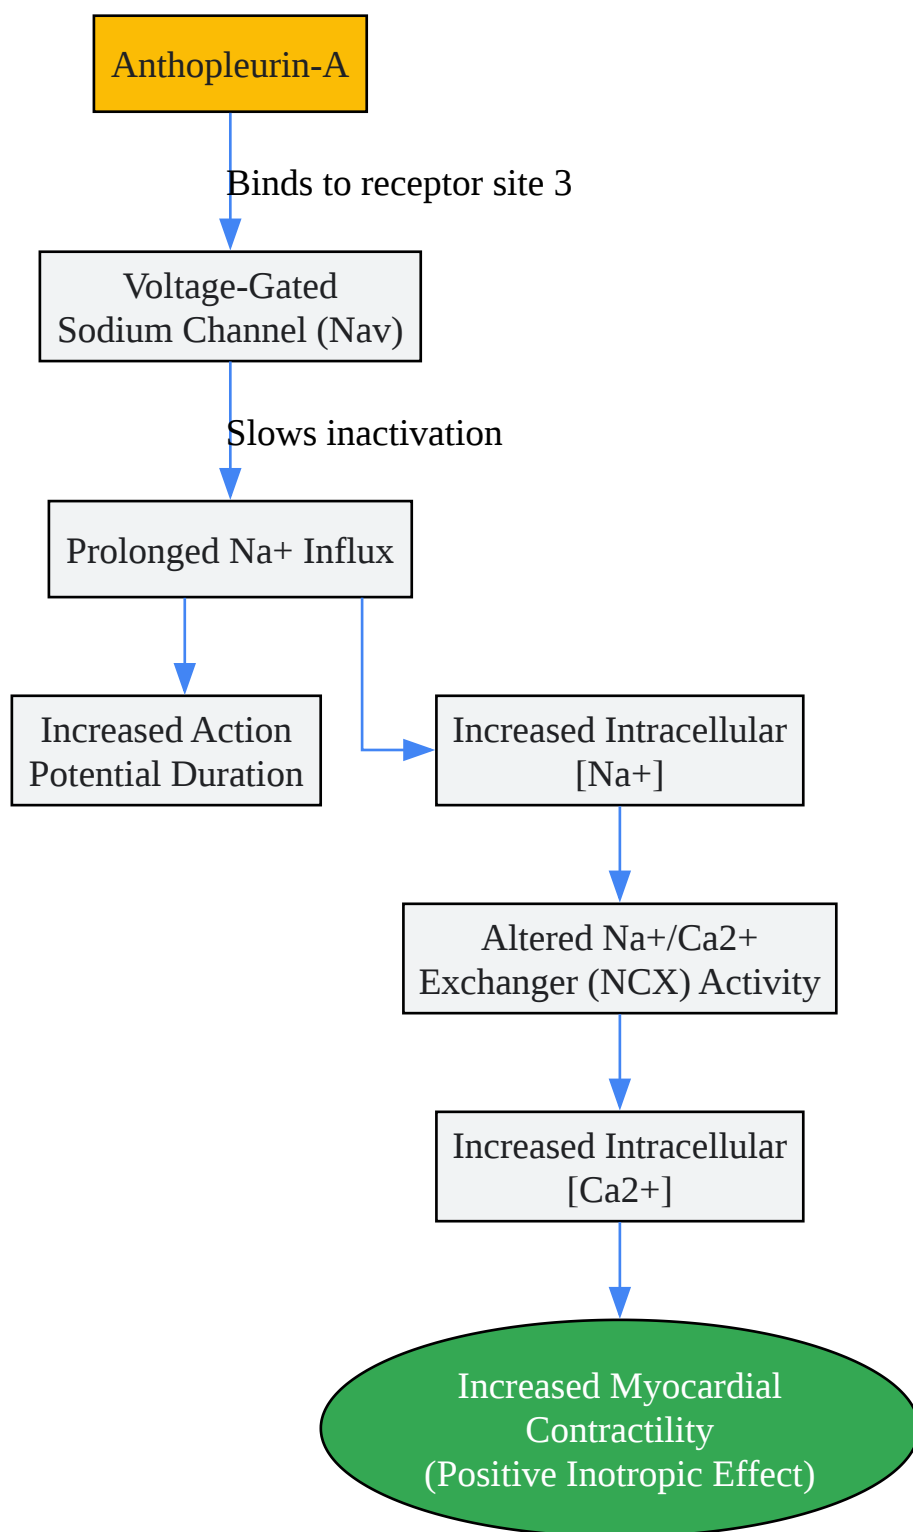 Anthopleurin-A
Binds to receptor site 3
Voltage-Gated
Sodium Channel (Nav)
Slows inactivation
Prolonged Na+ Influx
Increased Action
Potential Duration
Increased Intracellular
[Na+]
Altered Na+/Ca2+
Exchanger (NCX) Activity
Increased Intracellular
[Ca2+]
Increased Myocardial
Contractility
(Positive Inotropic Effect)